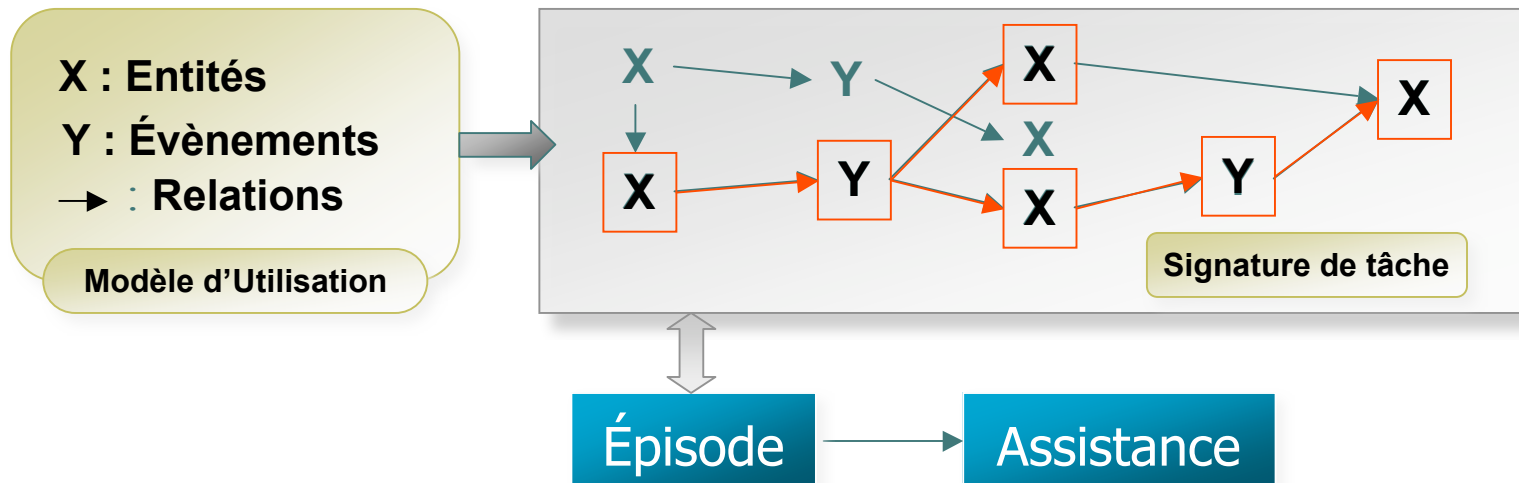 X : Entités
Y : Évènements
: Relations
Modèle d’Utilisation
X
Y
X
X
X
X
Y
X
Y
Signature de tâche
Épisode
Assistance